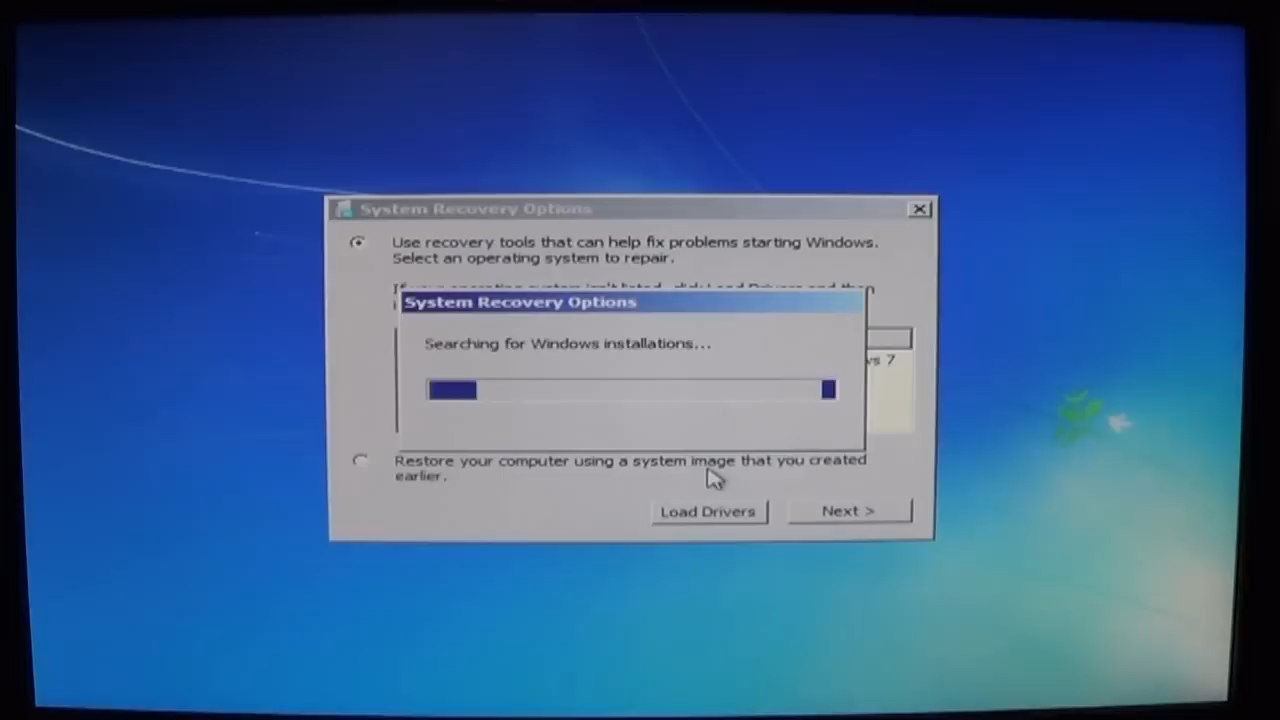 System Recovery Options
Use recovery tools that can help fix problems starting Windows.
Select an operating system to repair.
System Recovery Options
Searching for Windows installations...
7
Restore your computer using a system image that you created
earlier.
Load Drivers
Next >